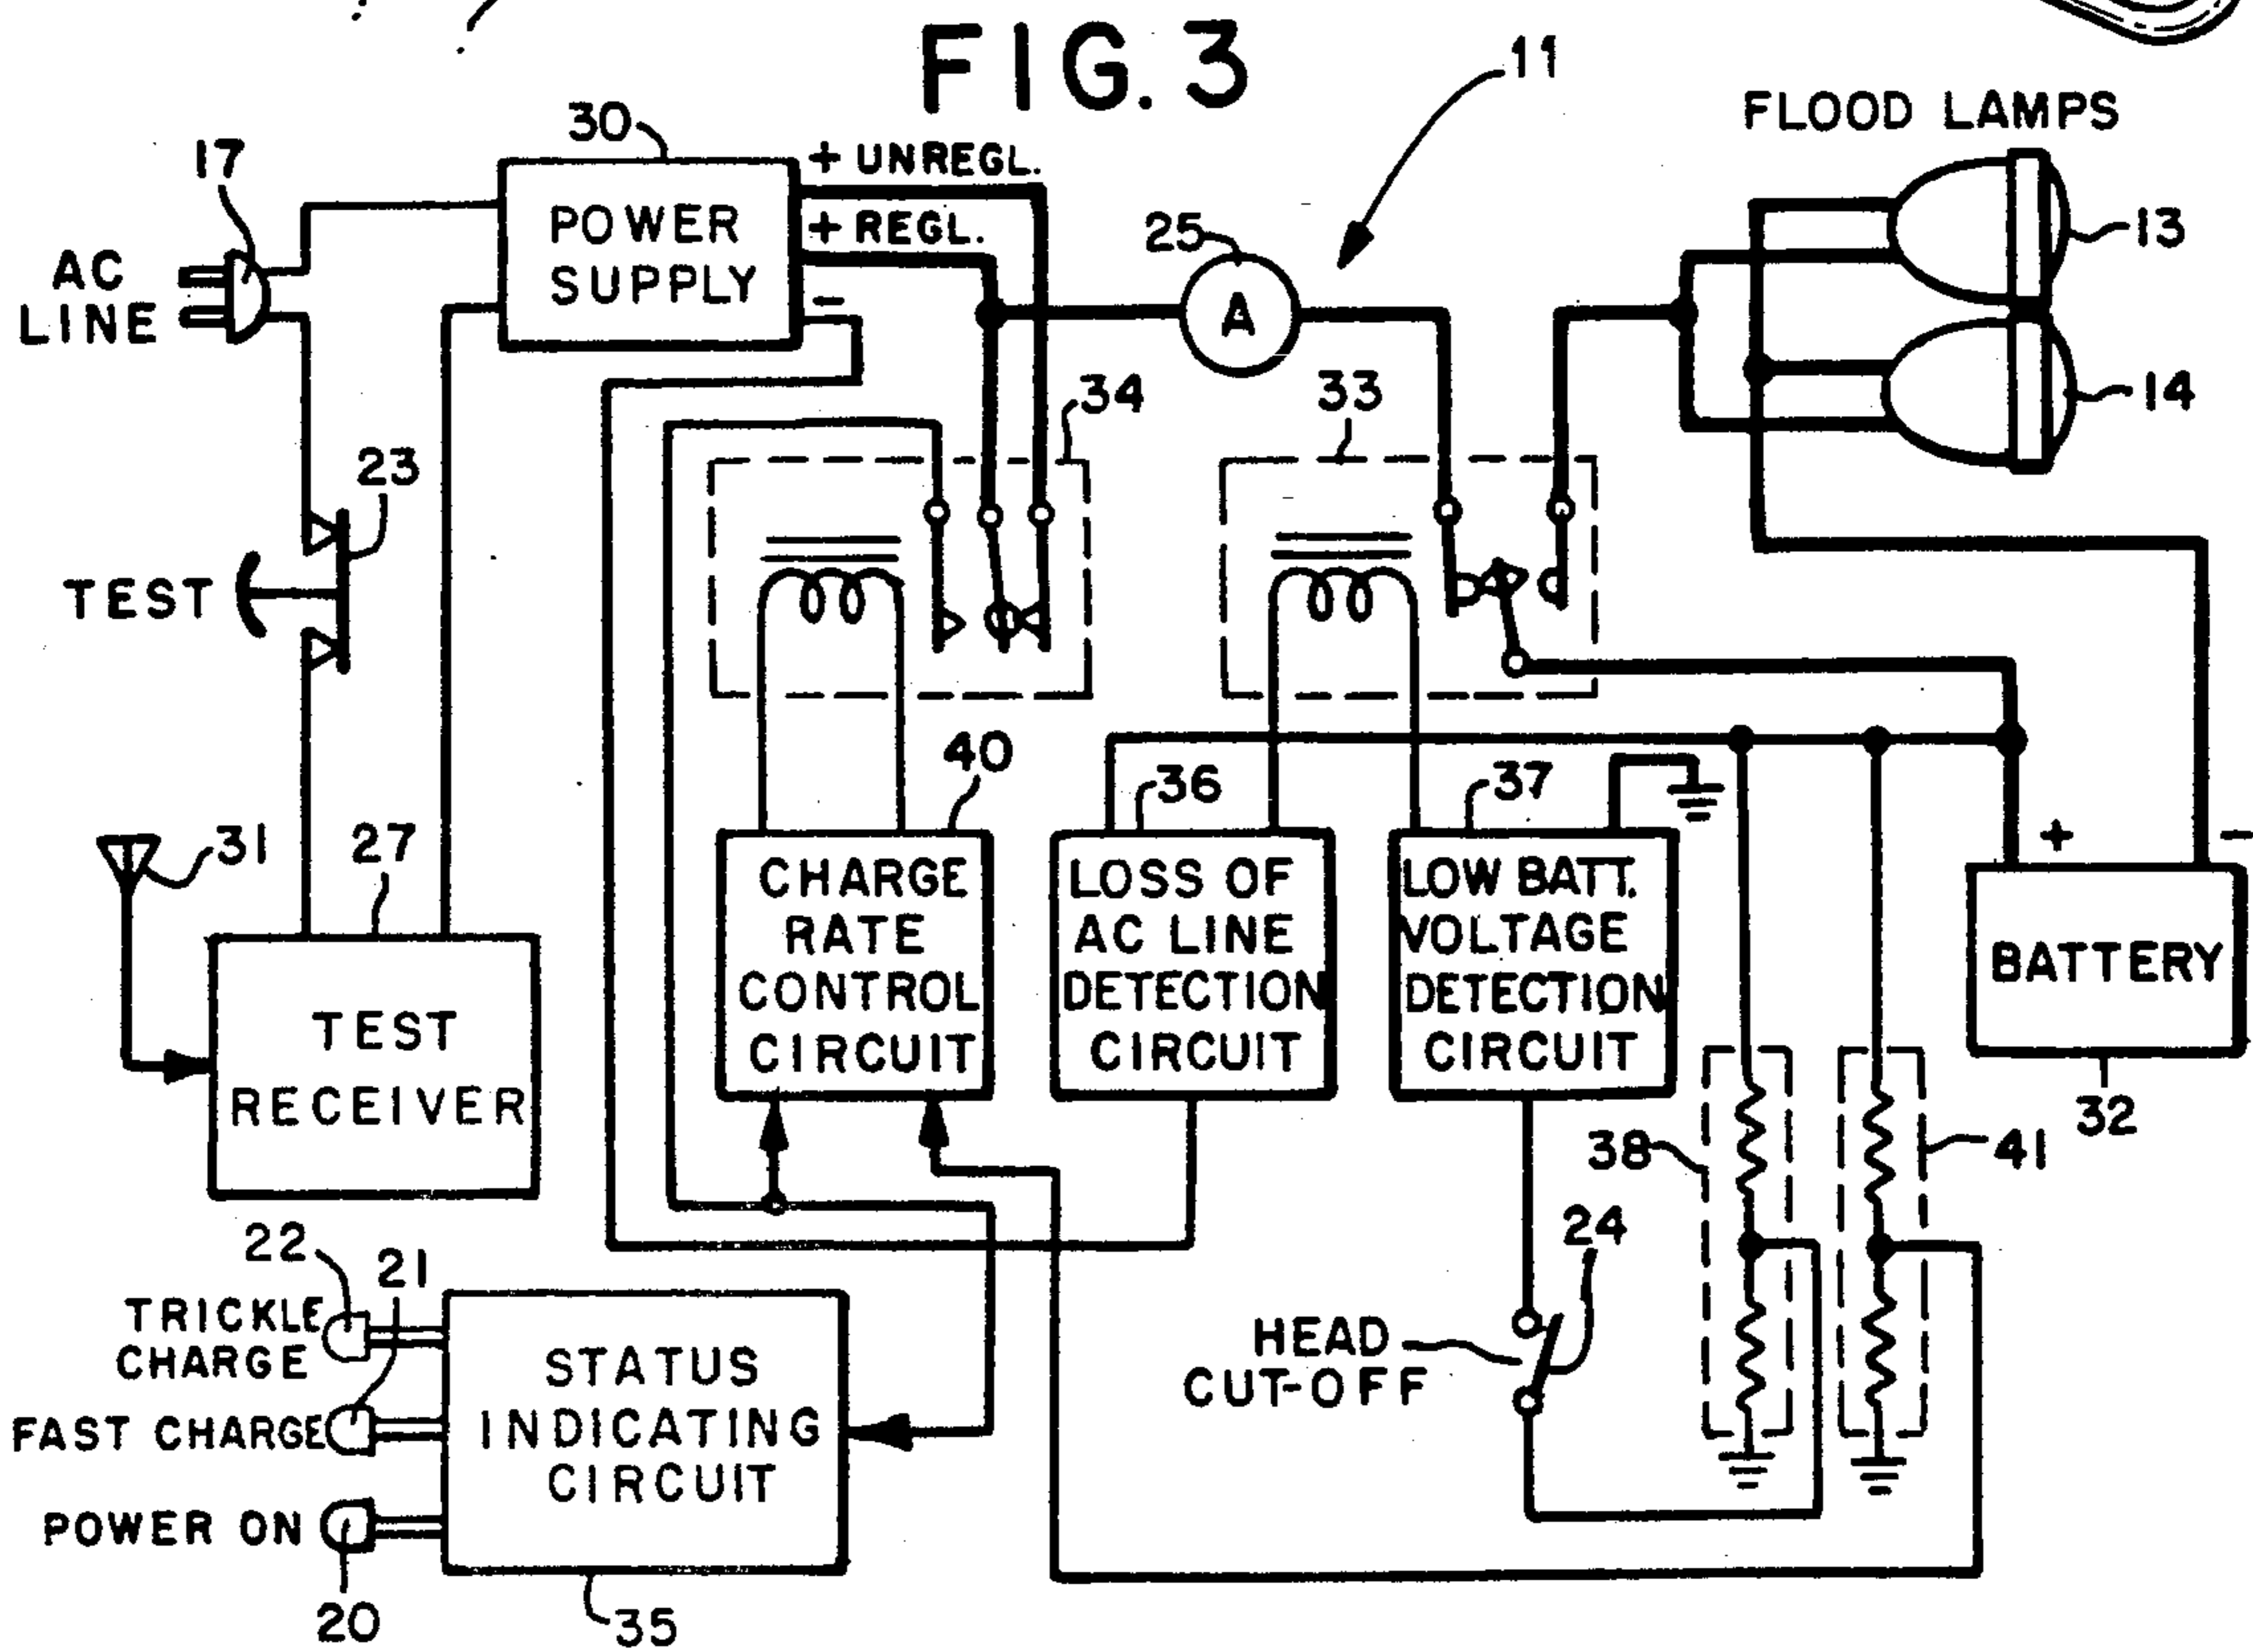 FIG. 3
11
FLOOD LAMPS
30
+ UNREGL.
17
POWER
SUPPLY
+ REGL.
-
25
A
13
AC
LINE
34
33
14
23
TEST
40
36
37
31
27
+ -
CHARGE
RATE
CONTROL
CIRCUIT
LOSS OF
AC LINE
DETECTION
CIRCUIT
LOW BATT.
VOLTAGE
DETECTION
CIRCUIT
BATTERY
TEST
RECEIVER
32
38
41
22
21
24
TRICKLE
CHARGE
FAST CHARGE
POWER ON
STATUS
INDICATING
CIRCUIT
HEAD
CUT-OFF
20
35